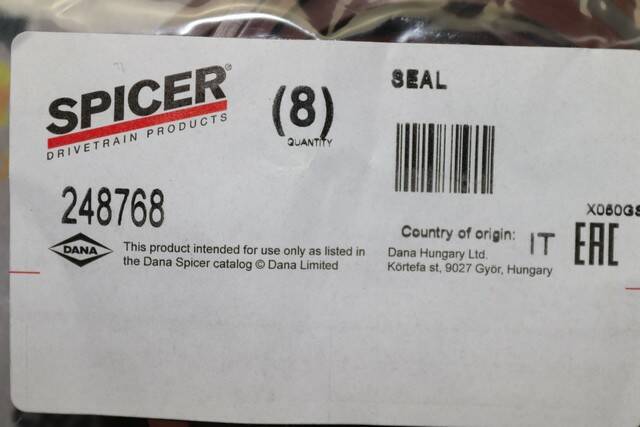 SPICER®
DRIVETRAIN PRODUCTS
(8)
QUANTITY
SEAL
248768
DANA
This product intended for use only as listed in
the Dana Spicer catalog © Dana Limited
X060GS
Country of origin: IT
Dana Hungary Ltd.
Körtefa st, 9027 Győr, Hungary
EAC